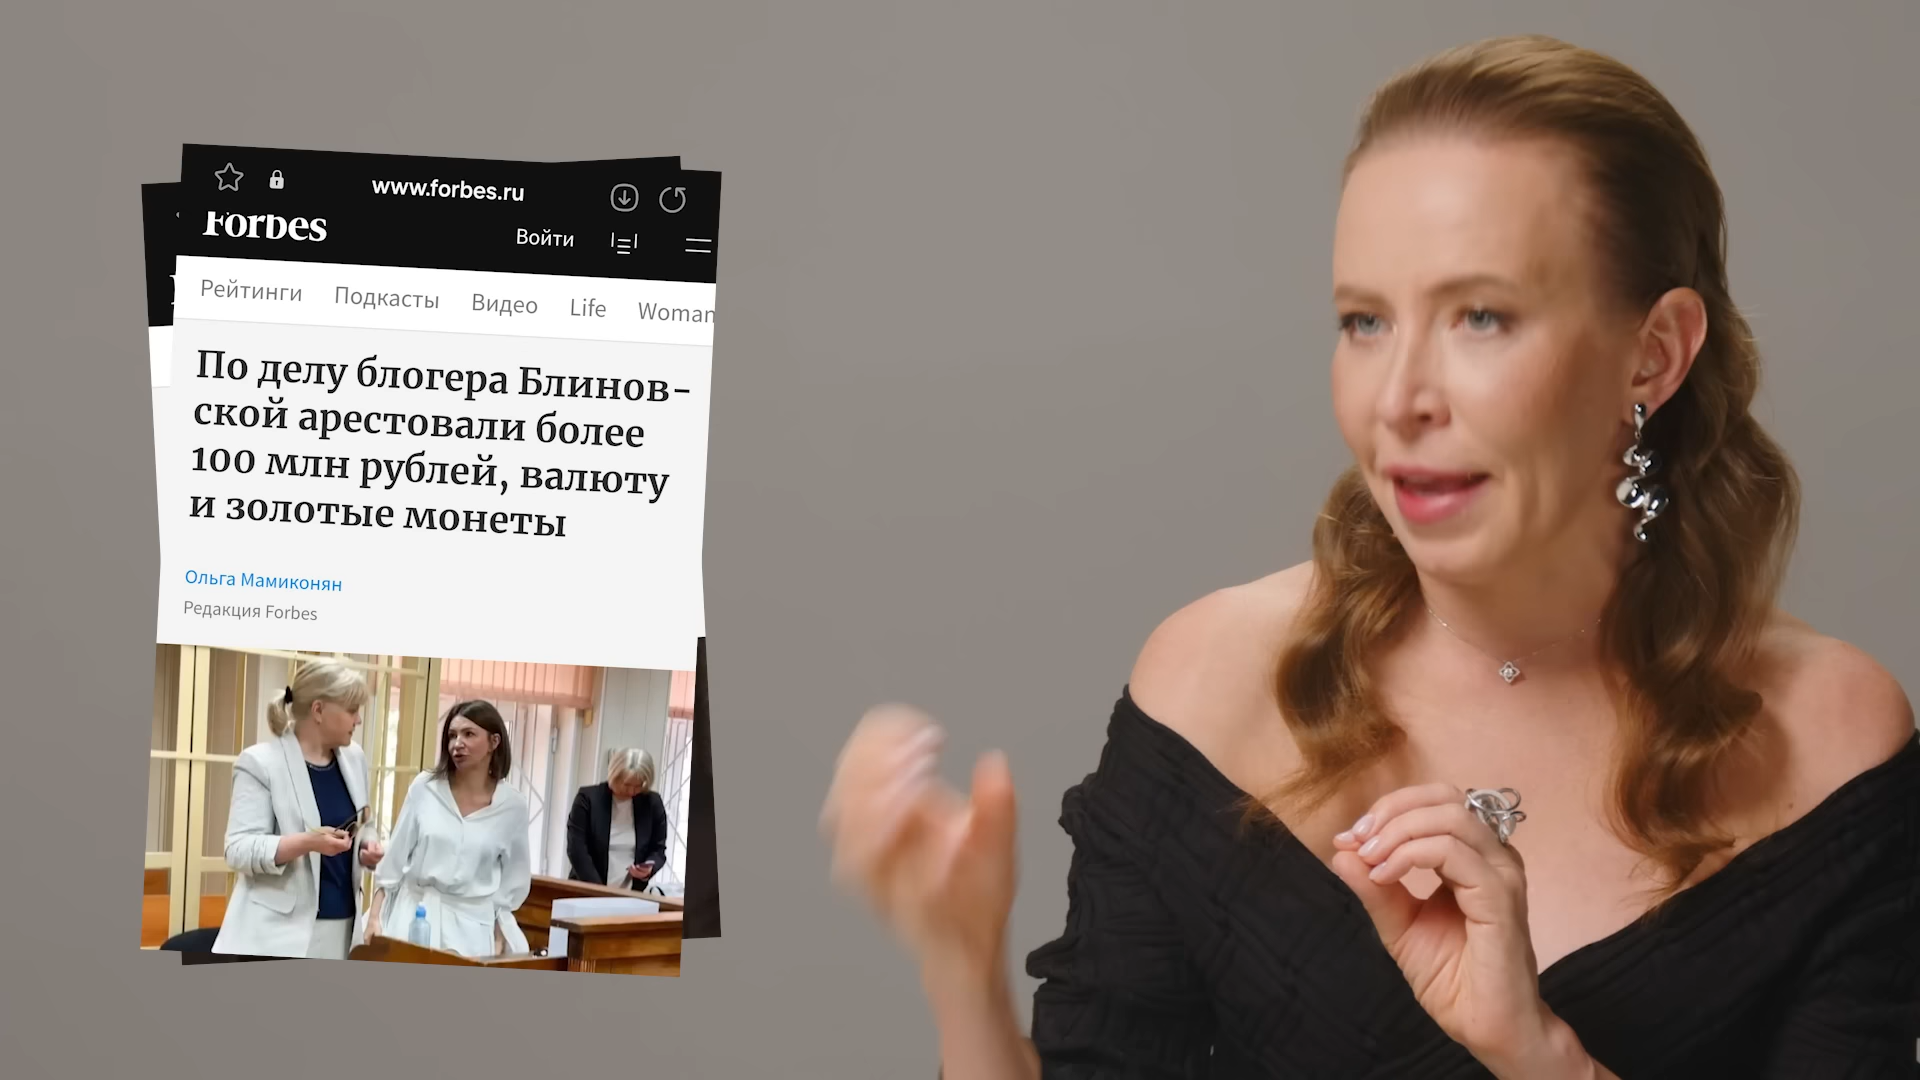 www.forbes.ru
Forbes
Войти
Рейтинги Подкасты Видео Life Woman
По делу блогера Блинов-
ской арестовали более
100 млн рублей, валюту
и золотые монеты
Ольга Мамиконян
Редакция Forbes